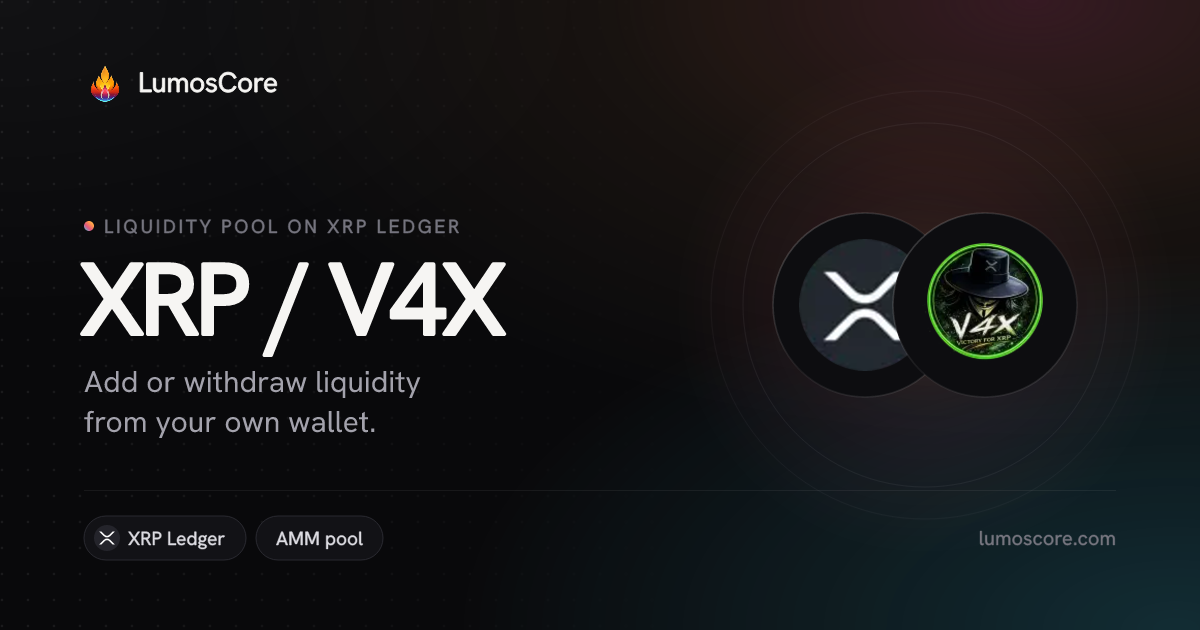 LumosCore
LIQUIDITY POOL ON XRP LEDGER
XRP / V4X
Add or withdraw liquidity
from your own wallet.
V4X
VICTORY FOR XRP
XRP Ledger
AMM pool
lumoscore.com